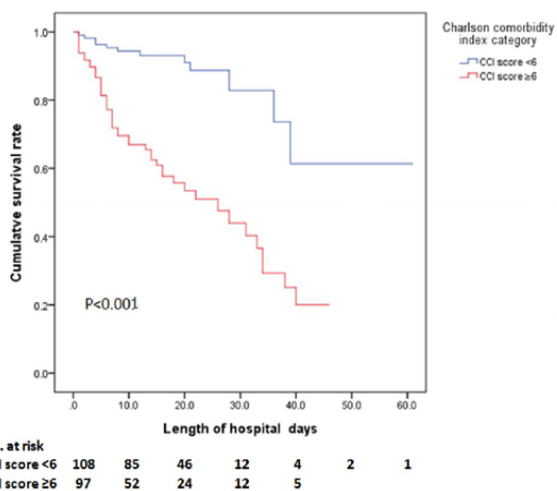 Charlson comorbidity
index category
CCI score <6
CCI score ≥6
1.0
0.8
0.6
0.4
0.2
0.0
Cumulatve survival rate
P<0.001
.0 10.0 20.0 30.0 40.0 50.0 60.0
Length of hospital days
. at risk
I score <6 108 85 46 12 4 2 1
I score ≥6 97 52 24 12 5